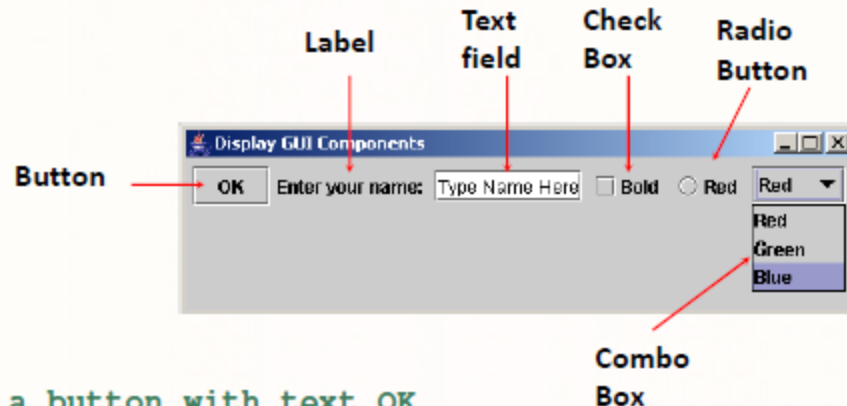 Label
Text
field
Check
Box
Radio
Button
Display GUI Components
Button
OK Enter your name: Type Name Here Bold Red Red
Red
Green
Blue
Combo
Box
a button with text OK